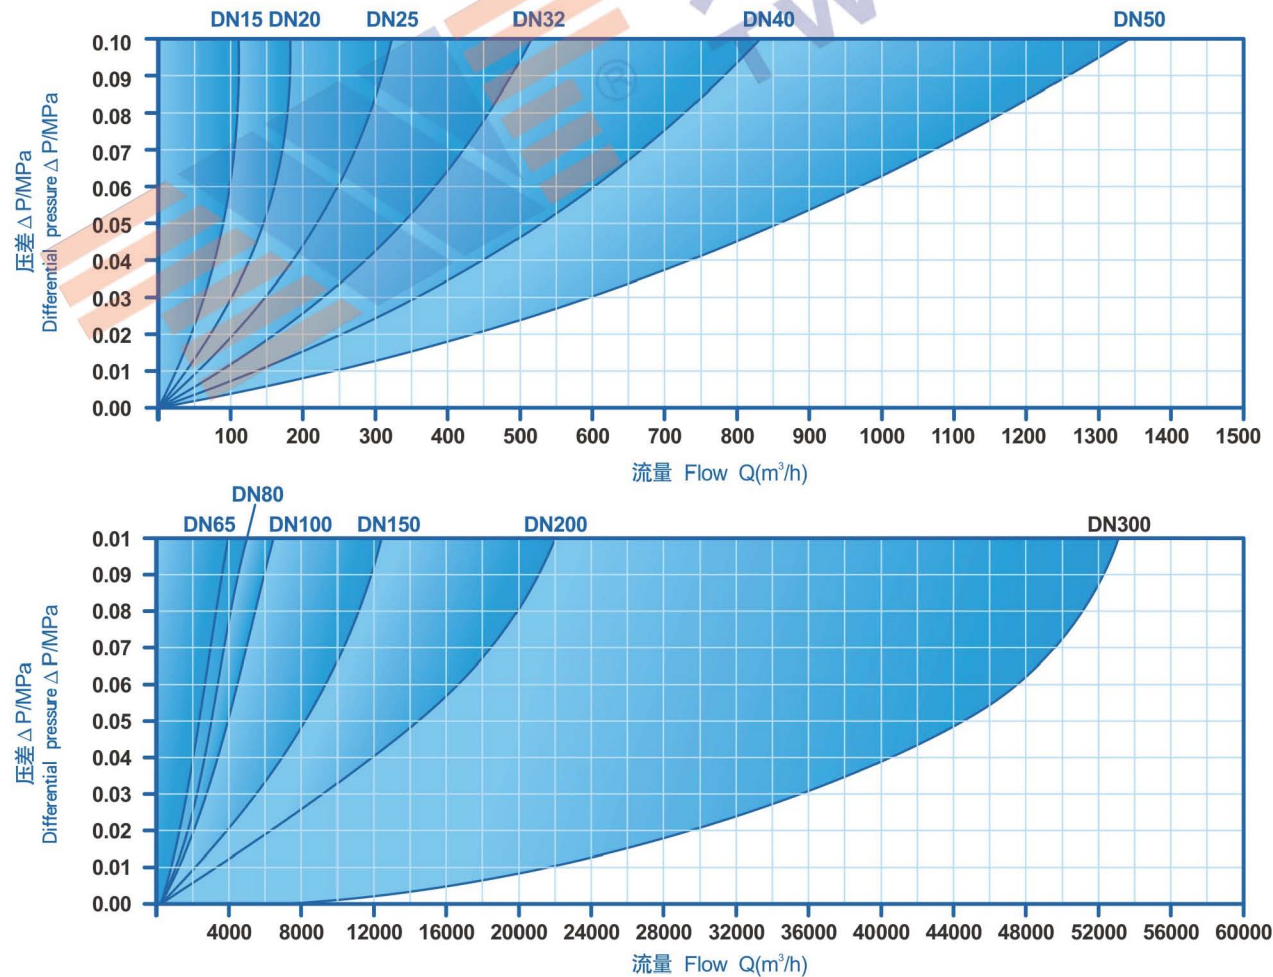 DN15 DN20 DN25 DN32 DN40 DN50
®
TW
压差 △ P/MPa
Differential pressure △ P/MPa
0.10
0.09
0.08
0.07
0.06
0.05
0.04
0.03
0.02
0.01
0.00
100 200 300 400 500 600 700 800 900 1000 1100 1200 1300 1400 1500
流量 Flow Q(m³/h)
DN80
DN65 DN100 DN150 DN200 DN300
压差 △ P/MPa
Differential pressure △ P/MPa
0.01
0.09
0.08
0.07
0.06
0.05
0.04
0.03
0.02
0.01
0.00
4000 8000 12000 16000 20000 24000 28000 32000 36000 40000 44000 48000 52000 56000 60000
流量 Flow Q(m³/h)